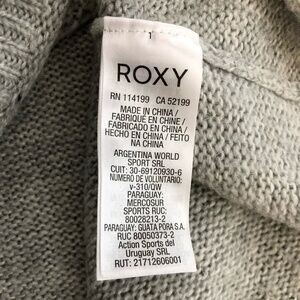 1
ROXY
RN 114199 CA 52199
MADE IN CHINA /
FABRIQUE EN CHINE /
FABRICADO EN CHINA /
HECHO EN CHINA / FEITO
NA CHINA
ARGENTINA WORLD
SPORT SRL
CUIT: 30-69120930-6
NUMERO DE VOLUNTARIO:
v-310/QW
PARAGUAY:
MERCOSUR
SPORTS RUC:
80028213-2
PARAGUAY: GUATA PORA S.A.
RUC 80050373-2
Action Sports del
Uruguay SRL
RUT: 21712606001